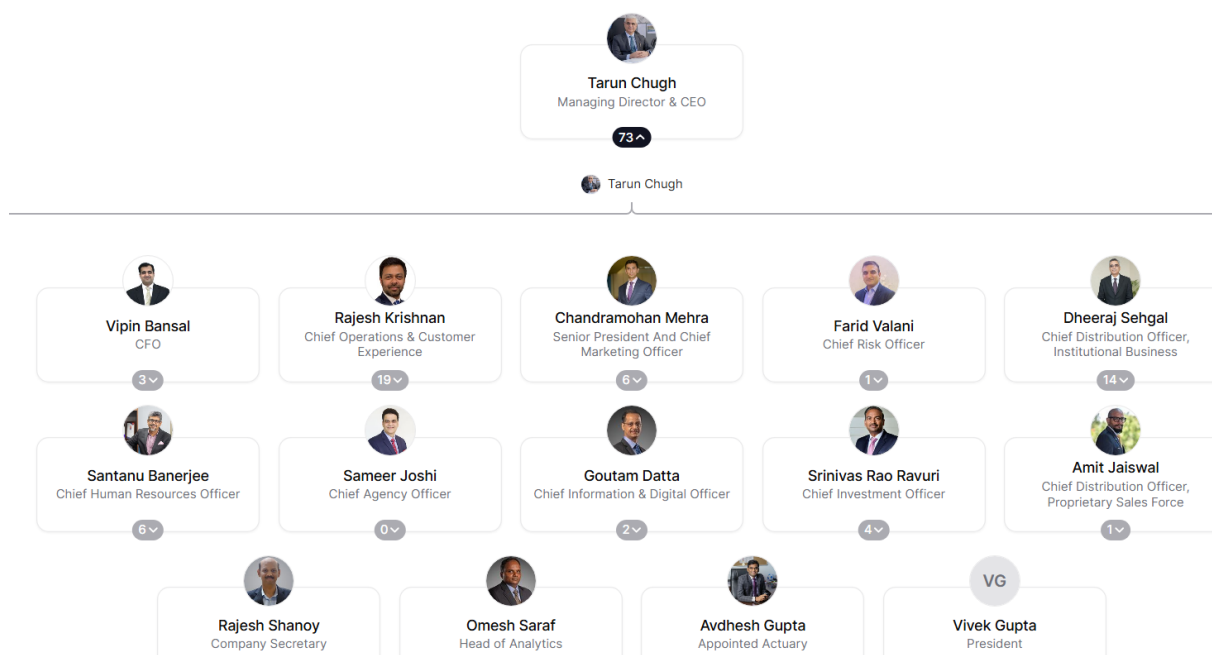 Tarun Chugh
Managing Director & CEO
73
Tarun Chugh
Vipin Bansal
CFO
3
Rajesh Krishnan
Chief Operations & Customer
Experience
19
Chandramohan Mehra
Senior President And Chief
Marketing Officer
6
Farid Valani
Chief Risk Officer
1
Dheeraj Sehgal
Chief Distribution Officer,
Institutional Business
14
Santanu Banerjee
Chief Human Resources Officer
6
Sameer Joshi
Chief Agency Officer
0
Goutam Datta
Chief Information & Digital Officer
2
Srinivas Rao Ravuri
Chief Investment Officer
4
Amit Jaiswal
Chief Distribution Officer,
Proprietary Sales Force
1
Rajesh Shanoy
Company Secretary
Omesh Saraf
Head of Analytics
Avdhesh Gupta
Appointed Actuary
VG
Vivek Gupta
President